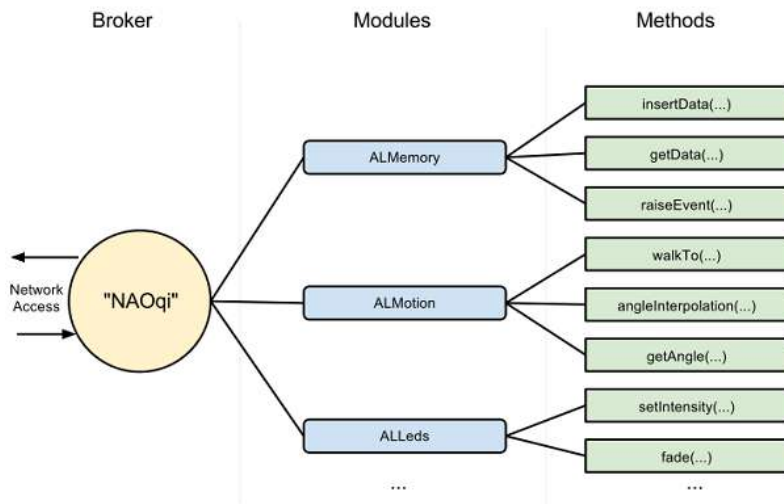 Broker
Modules
Methods
insertData(...)
ALMemory
getData(...)
raiseEvent(...)
walkTo(...)
Network
Access
"NAOqi"
ALMotion
angleInterpolation(...)
getAngle(...)
setIntensity(...)
ALLeds
fade(...)
...
...